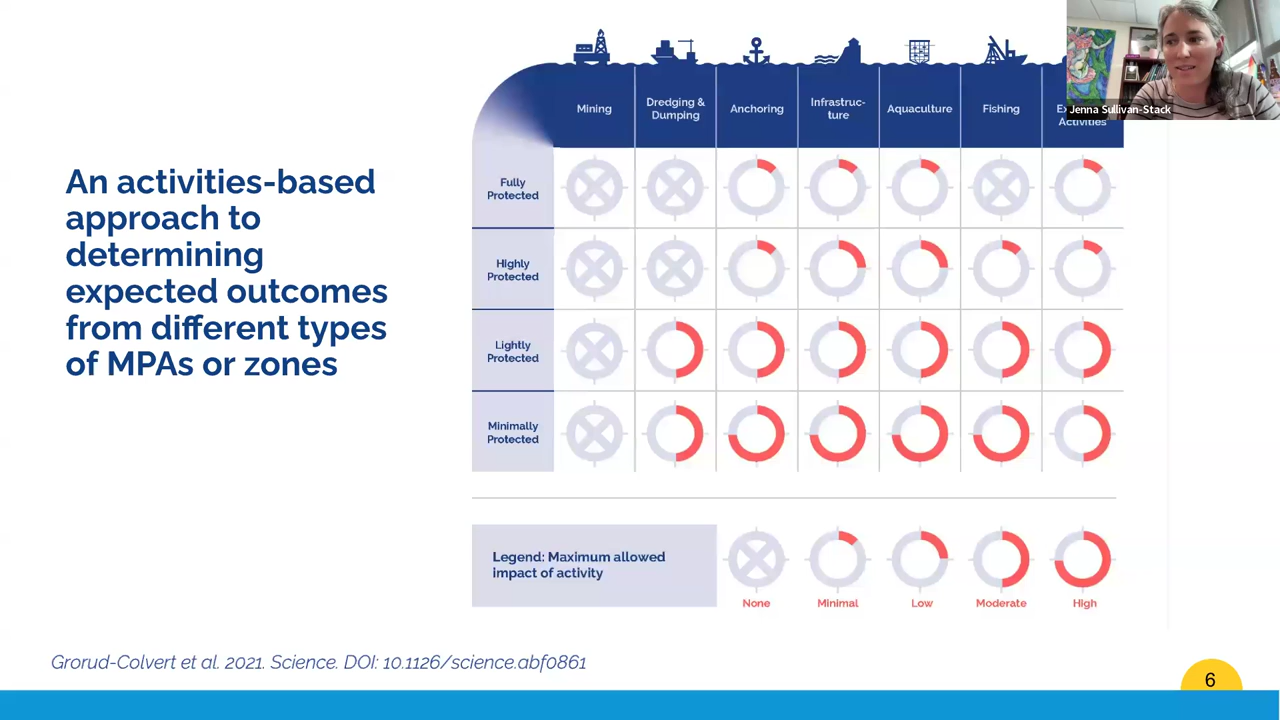 Jenna Sullivan-Stack
Mining
Dredging &
Dumping
Anchoring
Infrastruc-
ture
Aquaculture
Fishing
Activities
An activities-based
approach to
determining
expected outcomes
from different types
of MPAs or zones
Fully
Protected
Highly
Protected
Lightly
Protected
Minimally
Protected
Legend: Maximum allowed
impact of activity
None
Minimal
Low
Moderate
High
Grorud-Colvert et al. 2021. Science. DOI: 10.1126/science.abf0861
6